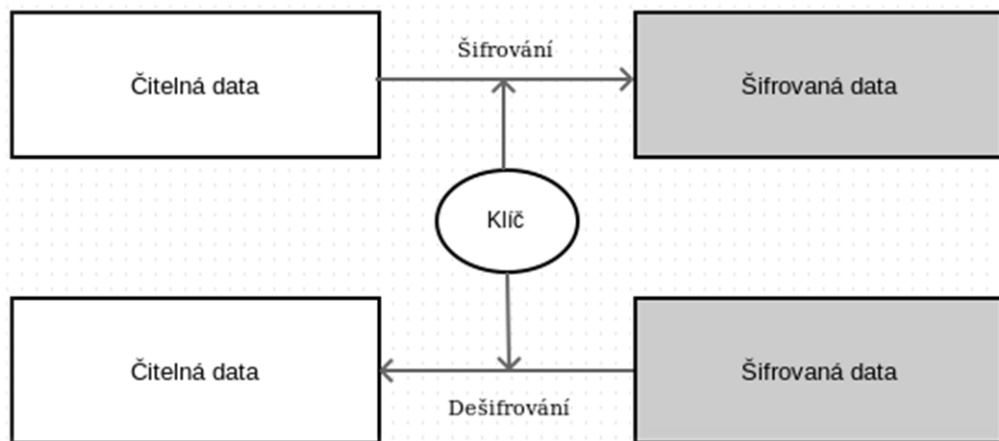 Šifrování
Čitelná data
Šifrovaná data
Klíč
Čitelná data
Šifrovaná data
Dešifrování